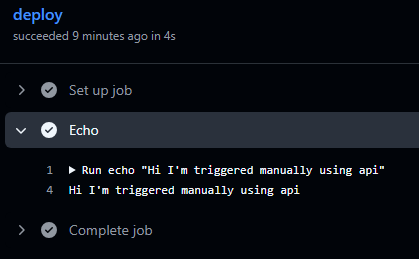 deploy
succeeded 9 minutes ago in 4s
Set up job
Echo
1 Run echo "Hi I'm triggered manually using api"
4 Hi I'm triggered manually using api
Complete job